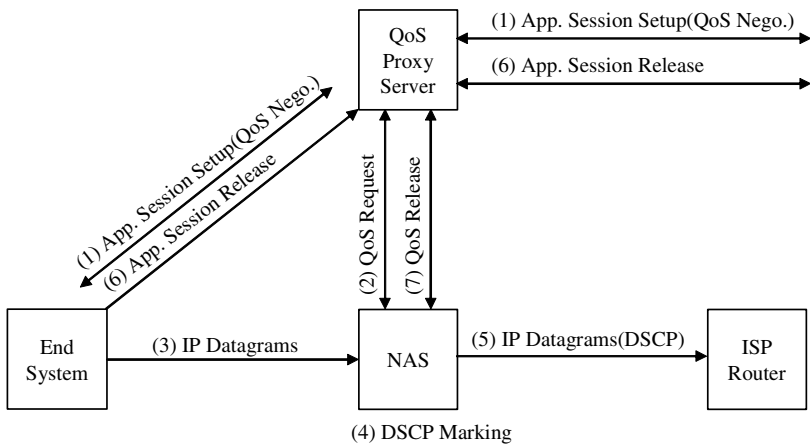 QoS
Proxy
Server
(1) App. Session Setup(QoS Nego.)
(6) App. Session Release
(1) App. Session Setup(QoS Nego.)
(6) App. Session Release
(2) QoS Request
(7) QoS Release
End
System
(3) IP Datagrams
NAS
(5) IP Datagrams(DSCP)
ISP
Router
(4) DSCP Marking